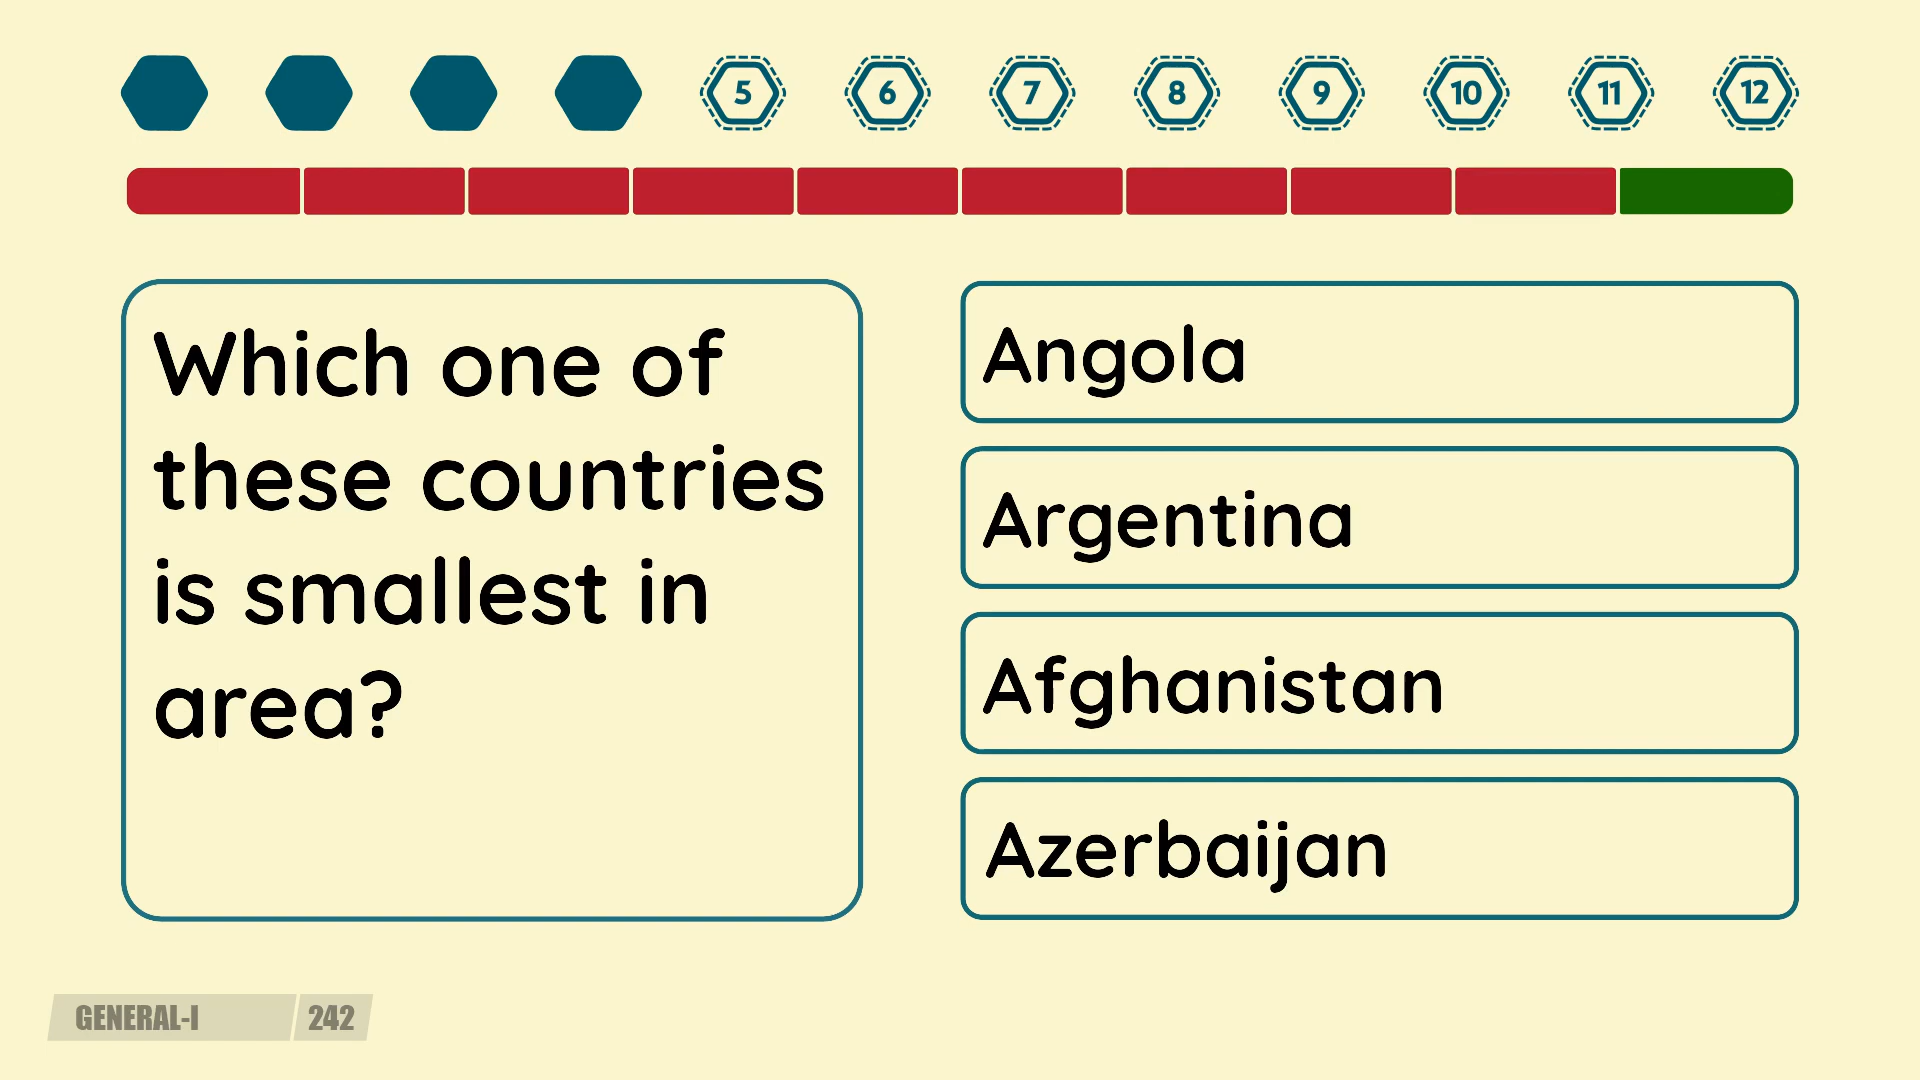 5 6 7 8 9 10 11 12
Which one of
these countries
is smallest in
area?
Angola
Argentina
Afghanistan
Azerbaijan
GENERAL-I 242